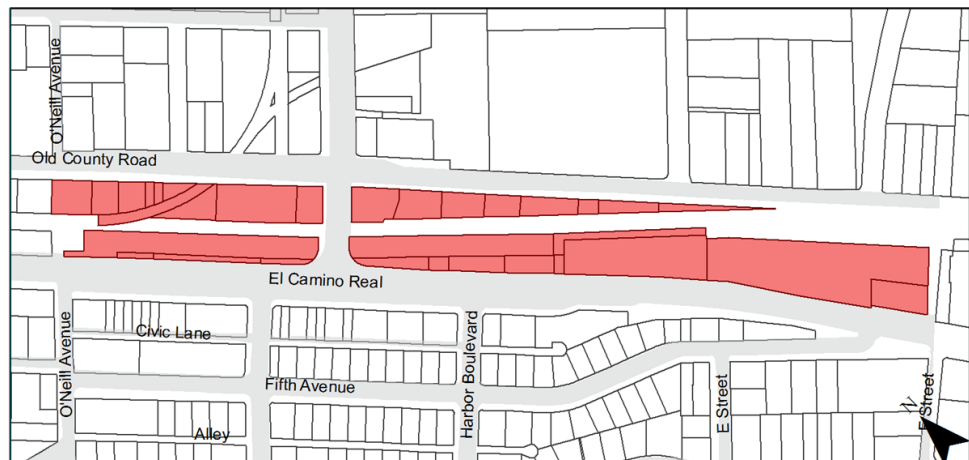 O'Neill Avenue
Old County Road
El Camino Real
O'Neill Avenue
Civic Lane
Harbor Boulevard
Fifth Avenue
E Street
F Street
Alley
N